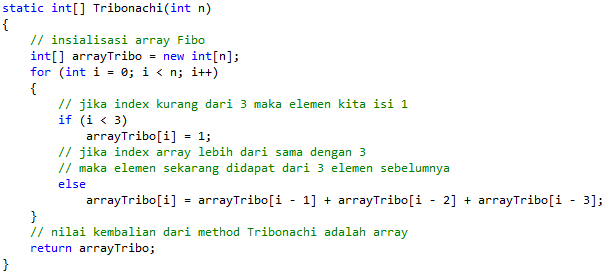 static int[] Tribonachi(int n)
{
    // insialisasi array Fibo
    int[] arrayTribo = new int[n];
    for (int i = 0; i < n; i++)
    {
        // jika index kurang dari 3 maka elemen kita isi 1
        if (i < 3)
            arrayTribo[i] = 1;
        // jika index array lebih dari sama dengan 3
        // maka elemen sekarang didapat dari 3 elemen sebelumnya
        else
            arrayTribo[i] = arrayTribo[i - 1] + arrayTribo[i - 2] + arrayTribo[i - 3];
    }
    // nilai kembalian dari method Tribonachi adalah array
    return arrayTribo;
}